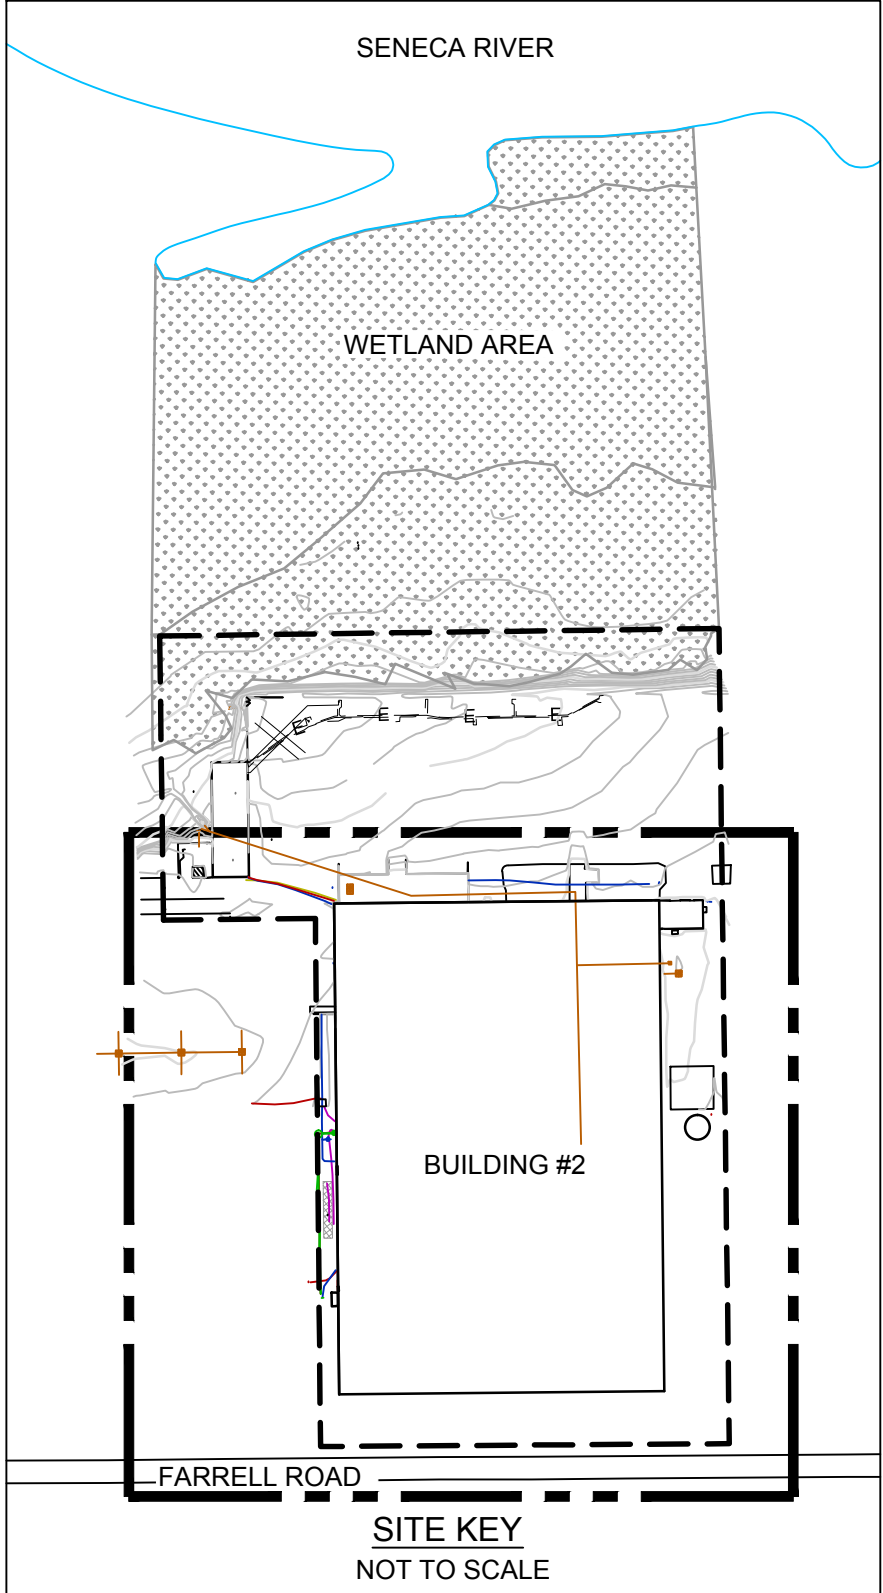 SENECA RIVER
WETLAND AREA
E
E
E
E
BUILDING #2
FARRELL ROAD
SITE KEY
NOT TO SCALE